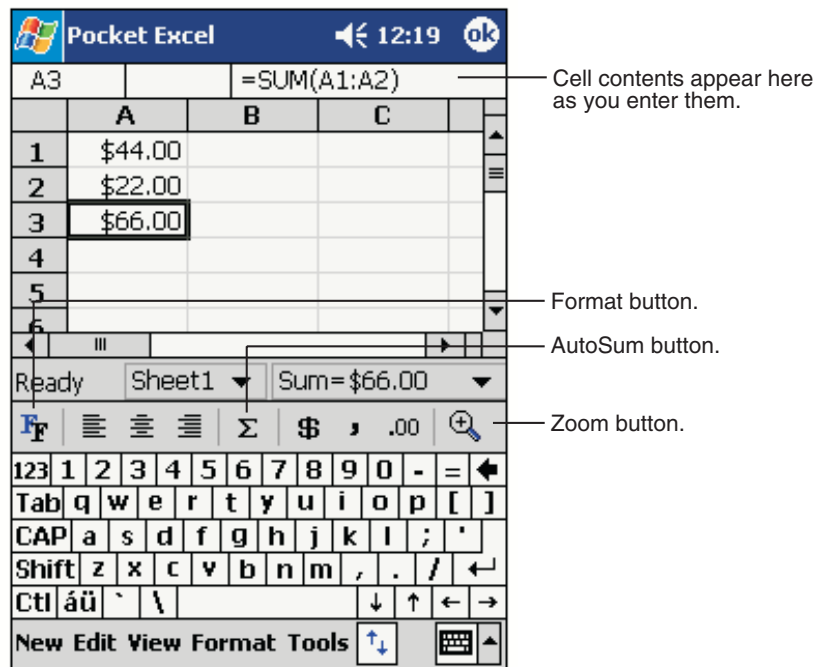 Pocket Excel 12:19 ok
A3 =SUM(A1:A2)
Cell contents appear here
as you enter them.
A B C
1 $44.00
2 $22.00
3 $66.00
4
5
6
Format button.
AutoSum button.
Ready Sheet1 Sum=$66.00
FF Σ $ , .00
Zoom button.
123 1 2 3 4 5 6 7 8 9 0 - =
Tab q w e r t y u i o p [ ]
CAP a s d f g h j k l ; '
Shift z x c v b n m , . /
Ctl áü ` \ ↓ ↑ ← →
New Edit View Format Tools